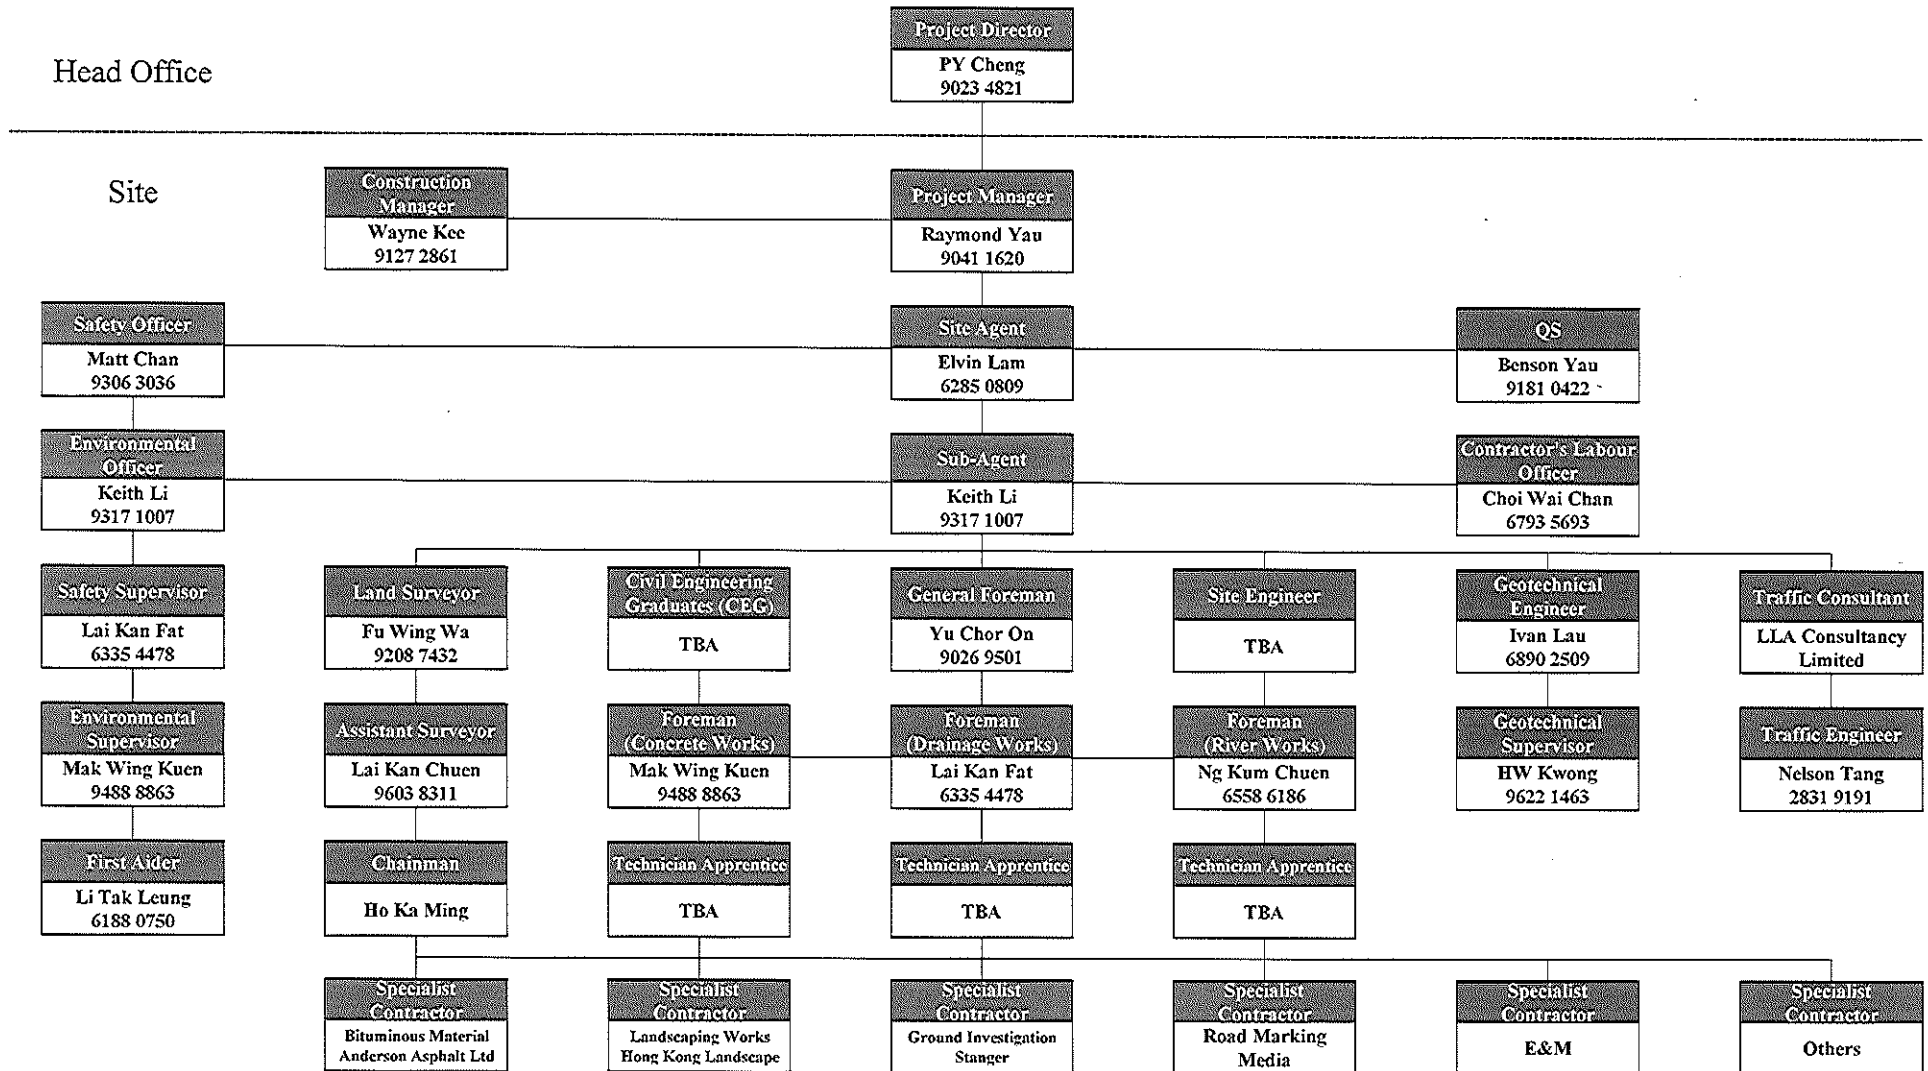 Project Director
PY Cheng
9023 4821
Head Office
Site
Construction
Manager
Wayne Kee
9127 2861
Project Manager
Raymond Yau
9041 1620
Safety Officer
Matt Chan
9306 3036
Site Agent
Elvin Lam
6285 0809
QS
Benson Yau
9181 0422
Environmental
Officer
Keith Li
9317 1007
Sub-Agent
Keith Li
9317 1007
Contractor's Labour
Officer
Choi Wai Chan
6793 5693
Safety Supervisor
Lai Kan Fat
6335 4478
Land Surveyor
Fu Wing Wa
9208 7432
Civil Engineering
Graduates (CEG)
TBA
General Foreman
Yu Chor On
9026 9501
Site Engineer
TBA
Geotechnical
Engineer
Ivan Lau
6890 2509
Traffic Consultant
LLA Consultancy
Limited
Environmental
Supervisor
Mak Wing Kuen
9488 8863
Assistant Surveyor
Lai Kan Chuen
9603 8311
Foreman
(Concrete Works)
Mak Wing Kuen
9488 8863
Foreman
(Drainage Works)
Lai Kan Fat
6335 4478
Foreman
(River Works)
Ng Kum Chuen
6558 6186
Geotechnical
Supervisor
HW Kwong
9622 1463
Traffic Engineer
Nelson Tang
2831 9191
First Aider
Li Tak Leung
6188 0750
Chainman
Ho Ka Ming
Technician Apprentice
TBA
Technician Apprentice
TBA
Technician Apprentice
TBA
Specialist
Contractor
Bituminous Material
Anderson Asphalt Ltd
Specialist
Contractor
Landscaping Works
Hong Kong Landscape
Specialist
Contractor
Ground Investigation
Stanger
Specialist
Contractor
Road Marking
Media
Specialist
Contractor
E&M
Specialist
Contractor
Others